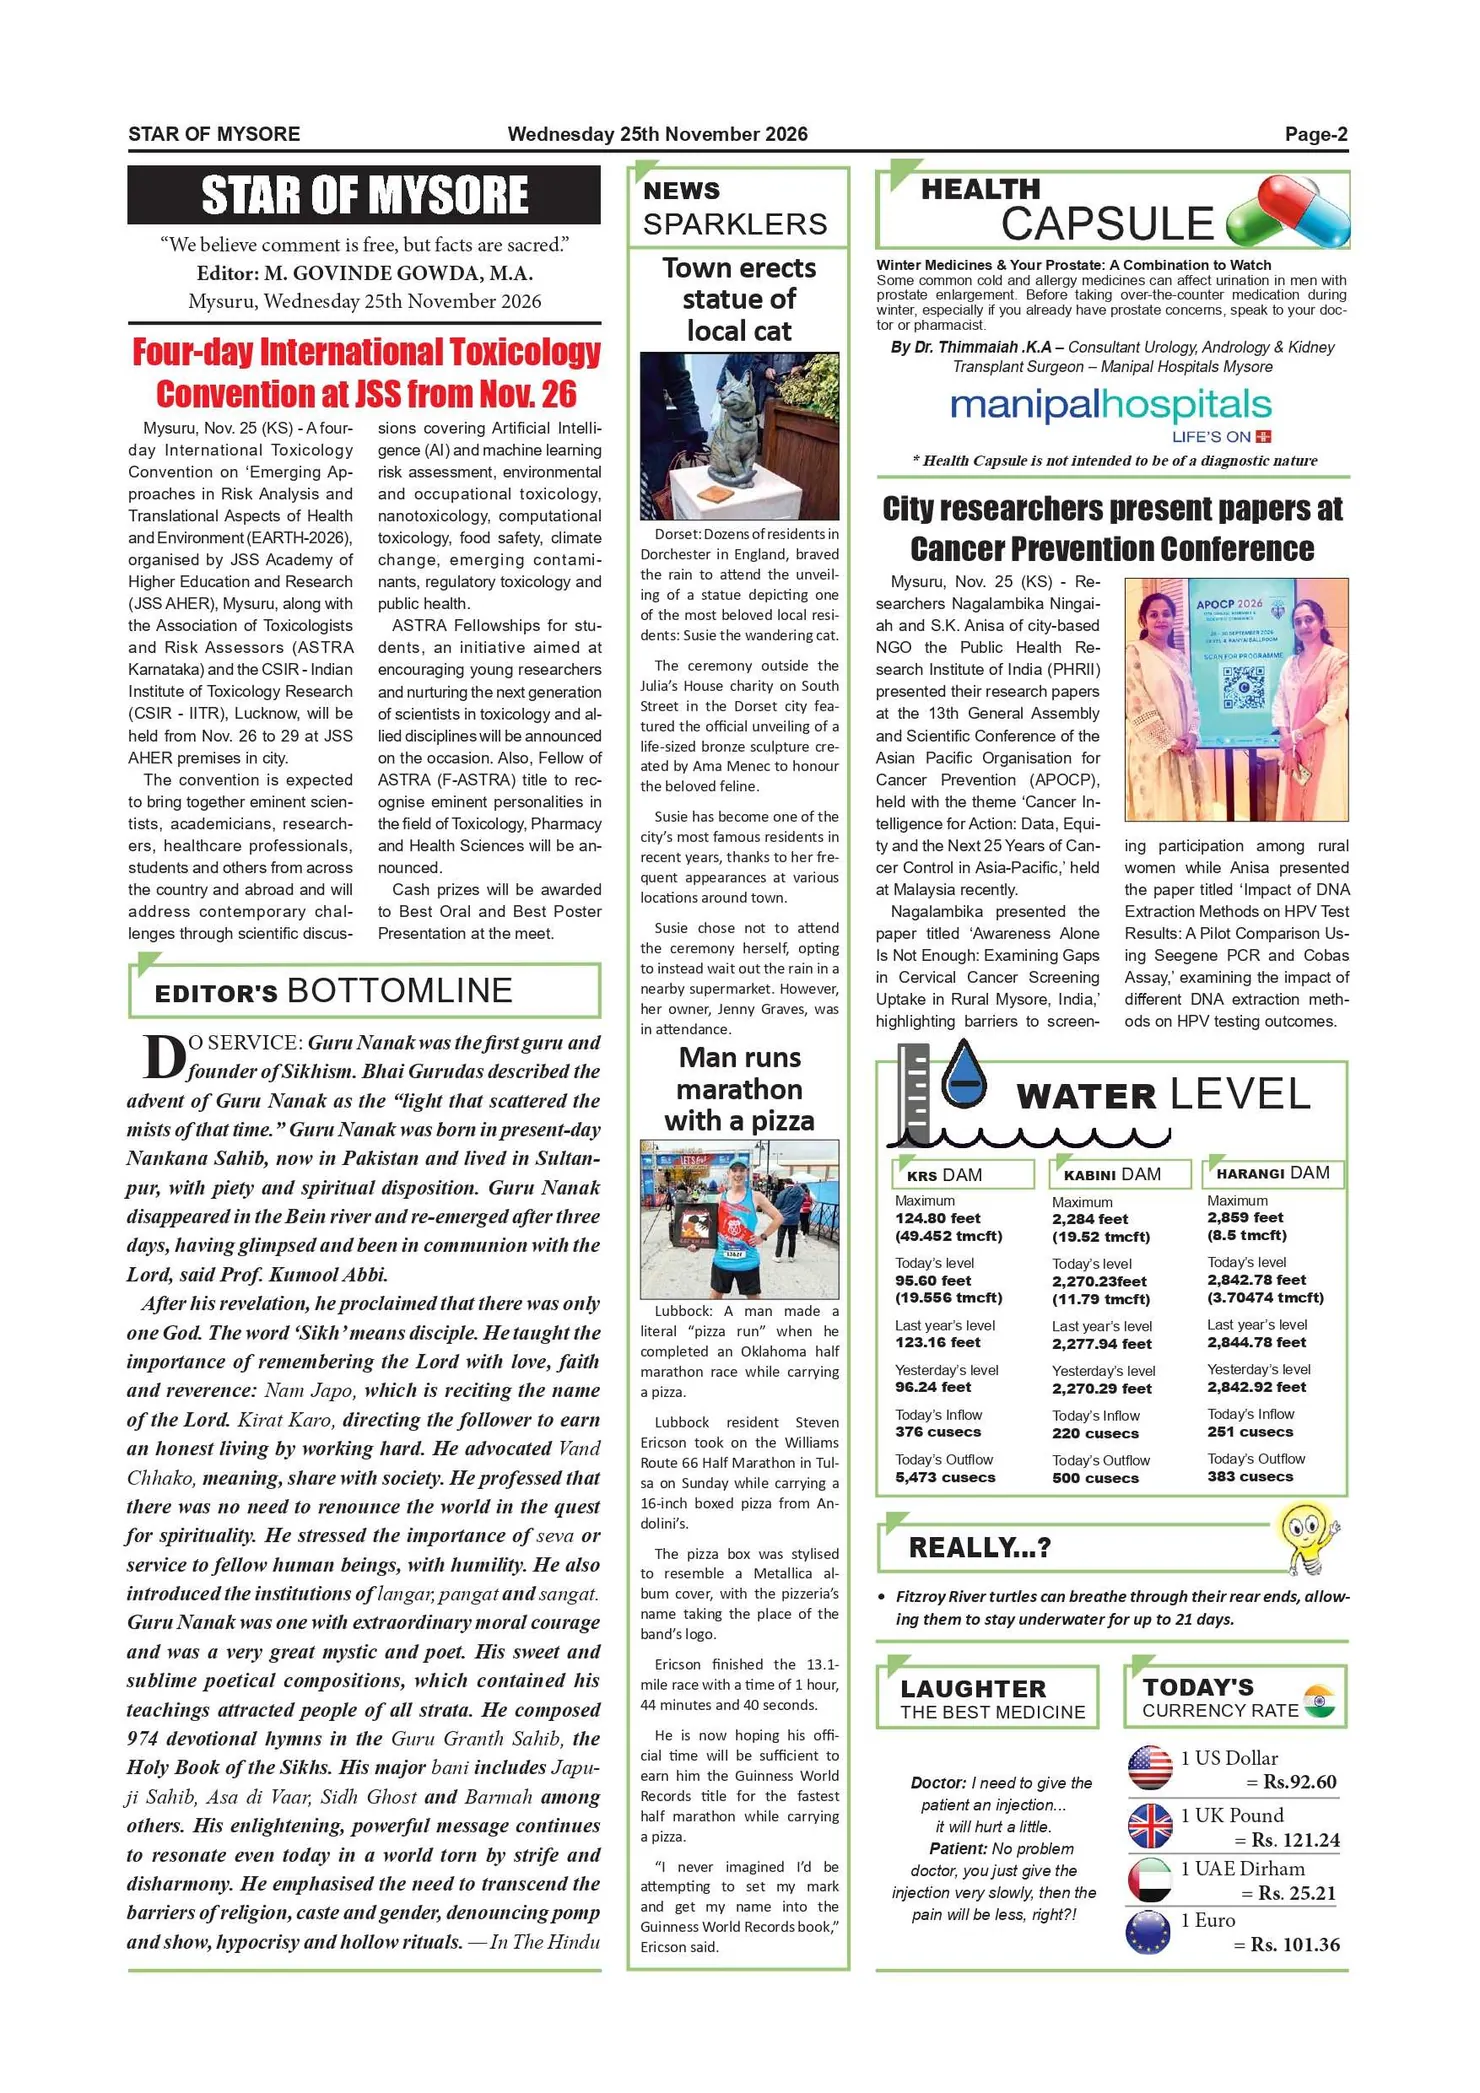 STAR OF MYSORE
Wednesday 25th November 2026
Page-2
STAR OF MYSORE
“We believe comment is free, but facts are sacred.”
Editor: M. GOVINDE GOWDA, M.A.
Mysuru, Wednesday 25th November 2026
Four-day International Toxicology
Convention at JSS from Nov. 26
Mysuru, Nov. 25 (KS) - A four-
day International Toxicology
Convention on ‘Emerging Ap-
proaches in Risk Analysis and
Translational Aspects of Health
and Environment (EARTH-2026),
organised by JSS Academy of
Higher Education and Research
(JSS AHER), Mysuru, along with
the Association of Toxicologists
and Risk Assessors (ASTRA
Karnataka) and the CSIR - Indian
Institute of Toxicology Research
(CSIR - IITR), Lucknow, will be
held from Nov. 26 to 29 at JSS
AHER premises in city.
The convention is expected
to bring together eminent scien-
tists, academicians, research-
ers, healthcare professionals,
students and others from across
the country and abroad and will
address contemporary chal-
lenges through scientific discus-
sions covering Artificial Intelli-
gence (AI) and machine learning
risk assessment, environmental
and occupational toxicology,
nanotoxicology, computational
toxicology, food safety, climate
change, emerging contami-
nants, regulatory toxicology and
public health.
ASTRA Fellowships for stu-
dents, an initiative aimed at
encouraging young researchers
and nurturing the next generation
of scientists in toxicology and al-
lied disciplines will be announced
on the occasion. Also, Fellow of
ASTRA (F-ASTRA) title to rec-
ognise eminent personalities in
the field of Toxicology, Pharmacy
and Health Sciences will be an-
nounced.
Cash prizes will be awarded
to Best Oral and Best Poster
Presentation at the meet.
EDITOR'S BOTTOMLINE
DO SERVICE: Guru Nanak was the first guru and
founder of Sikhism. Bhai Gurudas described the
advent of Guru Nanak as the “light that scattered the
mists of that time.” Guru Nanak was born in present-day
Nankana Sahib, now in Pakistan and lived in Sultan-
pur, with piety and spiritual disposition. Guru Nanak
disappeared in the Bein river and re-emerged after three
days, having glimpsed and been in communion with the
Lord, said Prof. Kumool Abbi.
After his revelation, he proclaimed that there was only
one God. The word ‘Sikh’ means disciple. He taught the
importance of remembering the Lord with love, faith
and reverence: Nam Japo, which is reciting the name
of the Lord. Kirat Karo, directing the follower to earn
an honest living by working hard. He advocated Vand
Chhako, meaning, share with society. He professed that
there was no need to renounce the world in the quest
for spirituality. He stressed the importance of seva or
service to fellow human beings, with humility. He also
introduced the institutions of langar, pangat and sangat.
Guru Nanak was one with extraordinary moral courage
and was a very great mystic and poet. His sweet and
sublime poetical compositions, which contained his
teachings attracted people of all strata. He composed
974 devotional hymns in the Guru Granth Sahib, the
Holy Book of the Sikhs. His major bani includes Japu-
ji Sahib, Asa di Vaar, Sidh Ghost and Barmah among
others. His enlightening, powerful message continues
to resonate even today in a world torn by strife and
disharmony. He emphasised the need to transcend the
barriers of religion, caste and gender, denouncing pomp
and show, hypocrisy and hollow rituals. — In The Hindu
NEWS
SPARKLERS
Town erects
statue of
local cat
Dorset: Dozens of residents in
Dorchester in England, braved
the rain to attend the unveil-
ing of a statue depicting one
of the most beloved local resi-
dents: Susie the wandering cat.
The ceremony outside the
Julia’s House charity on South
Street in the Dorset city fea-
tured the official unveiling of a
life-sized bronze sculpture cre-
ated by Ama Menec to honour
the beloved feline.
Susie has become one of the
city’s most famous residents in
recent years, thanks to her fre-
quent appearances at various
locations around town.
Susie chose not to attend
the ceremony herself, opting
to instead wait out the rain in a
nearby supermarket. However,
her owner, Jenny Graves, was
in attendance.
Man runs
marathon
with a pizza
LET'S GO!
Lubbock: A man made a
literal “pizza run” when he
completed an Oklahoma half
marathon race while carrying
a pizza.
Lubbock resident Steven
Ericson took on the Williams
Route 66 Half Marathon in Tul-
sa on Sunday while carrying a
16-inch boxed pizza from An-
dolini’s.
The pizza box was stylised
to resemble a Metallica al-
bum cover, with the pizzeria’s
name taking the place of the
band’s logo.
Ericson finished the 13.1-
mile race with a time of 1 hour,
44 minutes and 40 seconds.
He is now hoping his offi-
cial time will be sufficient to
earn him the Guinness World
Records title for the fastest
half marathon while carrying
a pizza.
“I never imagined I’d be
attempting to set my mark
and get my name into the
Guinness World Records book,”
Ericson said.
HEALTH
CAPSULE
Winter Medicines & Your Prostate: A Combination to Watch
Some common cold and allergy medicines can affect urination in men with
prostate enlargement. Before taking over-the-counter medication during
winter, especially if you already have prostate concerns, speak to your doc-
tor or pharmacist.
By Dr. Thimmaiah .K.A – Consultant Urology, Andrology & Kidney
Transplant Surgeon – Manipal Hospitals Mysore
manipalhospitals
LIFE’S ON
* Health Capsule is not intended to be of a diagnostic nature
City researchers present papers at
Cancer Prevention Conference
Mysuru, Nov. 25 (KS) - Re-
searchers Nagalambika Ningai-
ah and S.K. Anisa of city-based
NGO the Public Health Re-
search Institute of India (PHRII)
presented their research papers
at the 13th General Assembly
and Scientific Conference of the
Asian Pacific Organisation for
Cancer Prevention (APOCP),
held with the theme ‘Cancer In-
telligence for Action: Data, Equi-
ty and the Next 25 Years of Can-
cer Control in Asia-Pacific,’ held
at Malaysia recently.
Nagalambika presented the
paper titled ‘Awareness Alone
Is Not Enough: Examining Gaps
in Cervical Cancer Screening
Uptake in Rural Mysore, India,’
highlighting barriers to screen-
APOCP 2026
SCAN FOR PROGRAMME
ing participation among rural
women while Anisa presented
the paper titled ‘Impact of DNA
Extraction Methods on HPV Test
Results: A Pilot Comparison Us-
ing Seegene PCR and Cobas
Assay,’ examining the impact of
different DNA extraction meth-
ods on HPV testing outcomes.
WATER LEVEL
KRS DAM
Maximum
124.80 feet
(49.452 tmcft)
Today’s level
95.60 feet
(19.556 tmcft)
Last year’s level
123.16 feet
Yesterday’s level
96.24 feet
Today’s Inflow
376 cusecs
Today’s Outflow
5,473 cusecs
KABINI DAM
Maximum
2,284 feet
(19.52 tmcft)
Today’s level
2,270.23feet
(11.79 tmcft)
Last year’s level
2,277.94 feet
Yesterday’s level
2,270.29 feet
Today’s Inflow
220 cusecs
Today’s Outflow
500 cusecs
HARANGI DAM
Maximum
2,859 feet
(8.5 tmcft)
Today’s level
2,842.78 feet
(3.70474 tmcft)
Last year’s level
2,844.78 feet
Yesterday’s level
2,842.92 feet
Today’s Inflow
251 cusecs
Today’s Outflow
383 cusecs
REALLY...?
• Fitzroy River turtles can breathe through their rear ends, allow-
ing them to stay underwater for up to 21 days.
LAUGHTER
THE BEST MEDICINE
Doctor: I need to give the
patient an injection...
it will hurt a little.
Patient: No problem
doctor, you just give the
injection very slowly, then the
pain will be less, right?!
TODAY'S
CURRENCY RATE
1 US Dollar
= Rs.92.60
1 UK Pound
= Rs. 121.24
1 UAE Dirham
= Rs. 25.21
1 Euro
= Rs. 101.36